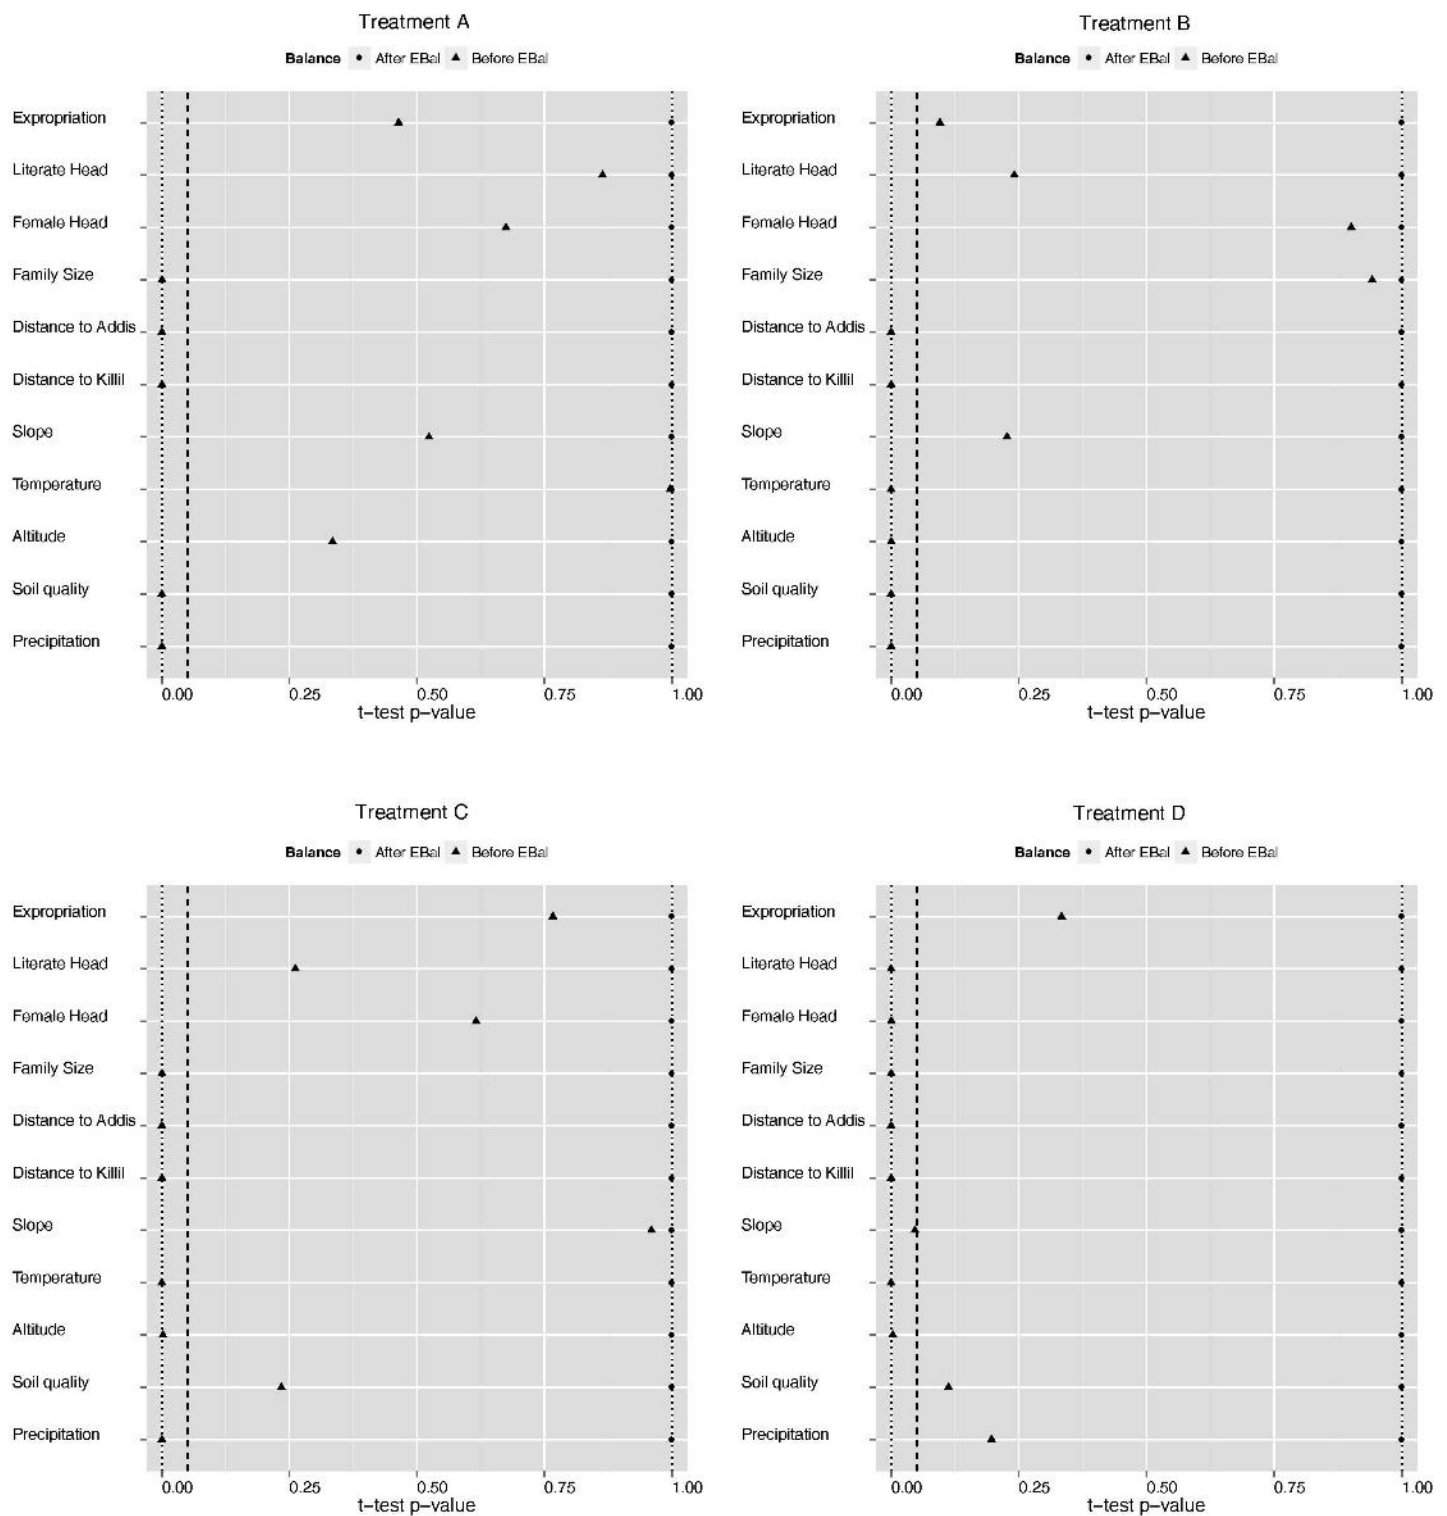 Treatment A
Balance After EBal Before EBal
Expropriation
Literate Head
Female Head
Family Size
Distance to Addis
Distance to Killil
Slope
Temperature
Altitude
Soil quality
Precipitation
0.00 0.25 0.50 0.75 1.00
t-test p-value
Treatment B
Balance After EBal Before EBal
Expropriation
Literate Head
Female Head
Family Size
Distance to Addis
Distance to Killil
Slope
Temperature
Altitude
Soil quality
Precipitation
0.00 0.25 0.50 0.75 1.00
t-test p-value
Treatment C
Balance After EBal Before EBal
Expropriation
Literate Head
Female Head
Family Size
Distance to Addis
Distance to Killil
Slope
Temperature
Altitude
Soil quality
Precipitation
0.00 0.25 0.50 0.75 1.00
t-test p-value
Treatment D
Balance After EBal Before EBal
Expropriation
Literate Head
Female Head
Family Size
Distance to Addis
Distance to Killil
Slope
Temperature
Altitude
Soil quality
Precipitation
0.00 0.25 0.50 0.75 1.00
t-test p-value